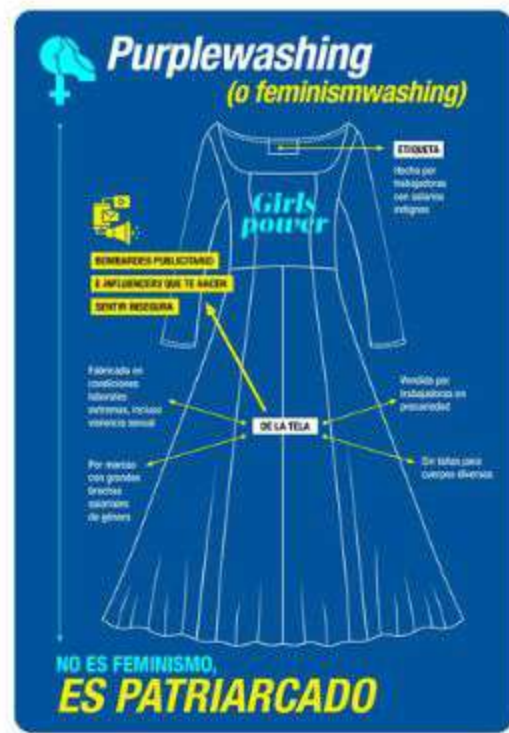 Purplewashing
(o feminismwashing)
ETIQUETA
Hecha por
trabajadoras
con salarios
indignos
Girls
power
BOMBARDEO PUBLICITARIO
E INFLUENCERS QUE TE HACEN
SENTIR INSEGURA
Fabricado en
condiciones
laborales
extremas, incluso
violencia sexual
Vendido por
trabajadoras en
precariedad
DE LA TELA
Por marcas
con grandes
brechas
salariales
de género
Sin tallas para
cuerpos diversos
NO ES FEMINISMO,
ES PATRIARCADO